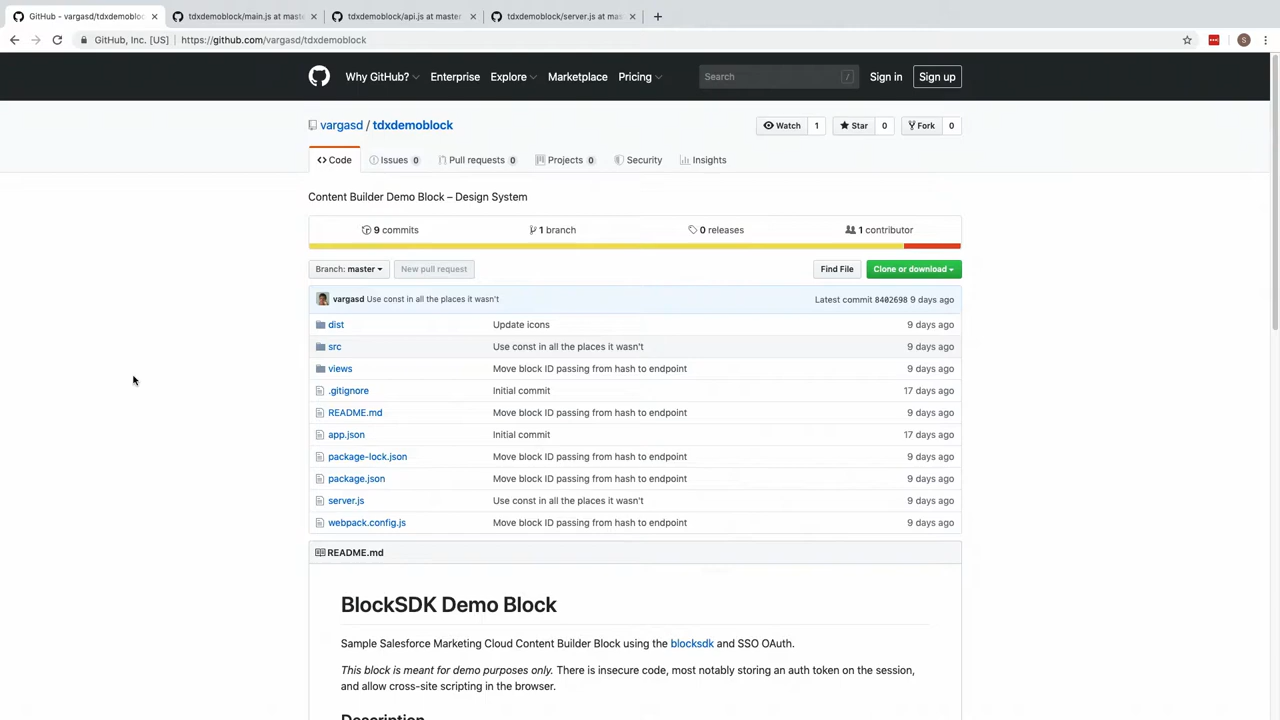 GitHub - vargasd/tdxdemobloc
tdxdemoblock/main.js at maste
tdxdemoblock/api.js at master
tdxdemoblock/server.js at mas
GitHub, Inc. [US] | https://github.com/vargasd/tdxdemoblock
S
Why GitHub? Enterprise Explore Marketplace Pricing Search / Sign in Sign up
vargasd / tdxdemoblock Watch 1 Star 0 Fork 0
Code Issues 0 Pull requests 0 Projects 0 Security Insights
Content Builder Demo Block – Design System
9 commits 1 branch 0 releases 1 contributor
Branch: master New pull request Find File Clone or download
vargasd Use const in all the places it wasn't Latest commit 8402698 9 days ago
dist Update icons 9 days ago
src Use const in all the places it wasn't 9 days ago
views Move block ID passing from hash to endpoint 9 days ago
.gitignore Initial commit 17 days ago
README.md Move block ID passing from hash to endpoint 9 days ago
app.json Initial commit 17 days ago
package-lock.json Move block ID passing from hash to endpoint 9 days ago
package.json Move block ID passing from hash to endpoint 9 days ago
server.js Use const in all the places it wasn't 9 days ago
webpack.config.js Move block ID passing from hash to endpoint 9 days ago
README.md
BlockSDK Demo Block
Sample Salesforce Marketing Cloud Content Builder Block using the blocksdk and SSO OAuth.
This block is meant for demo purposes only. There is insecure code, most notably storing an auth token on the session,
and allow cross-site scripting in the browser.
Description